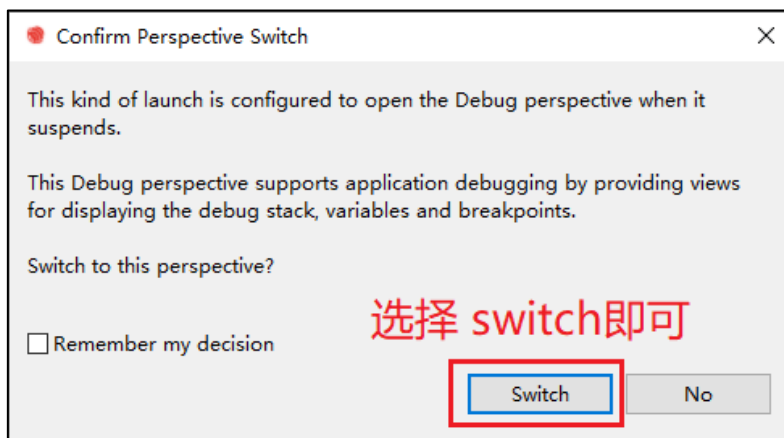 Confirm Perspective Switch
This kind of launch is configured to open the Debug perspective when it
suspends.
This Debug perspective supports application debugging by providing views
for displaying the debug stack, variables and breakpoints.
Switch to this perspective?
选择 switch即可
Remember my decision
Switch
No